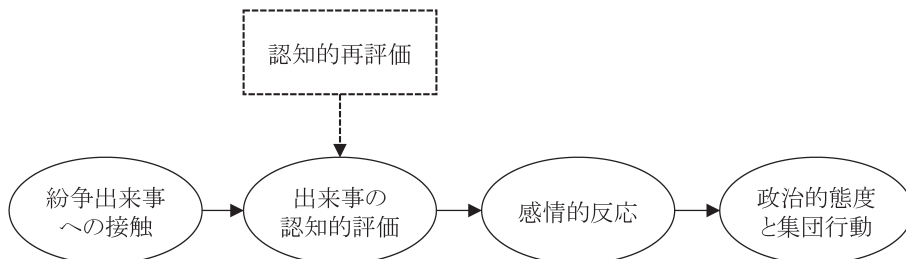 認知的再評価
紛争出来事
への接触
出来事の
認知的評価
感情的反応
政治的態度
と集団行動